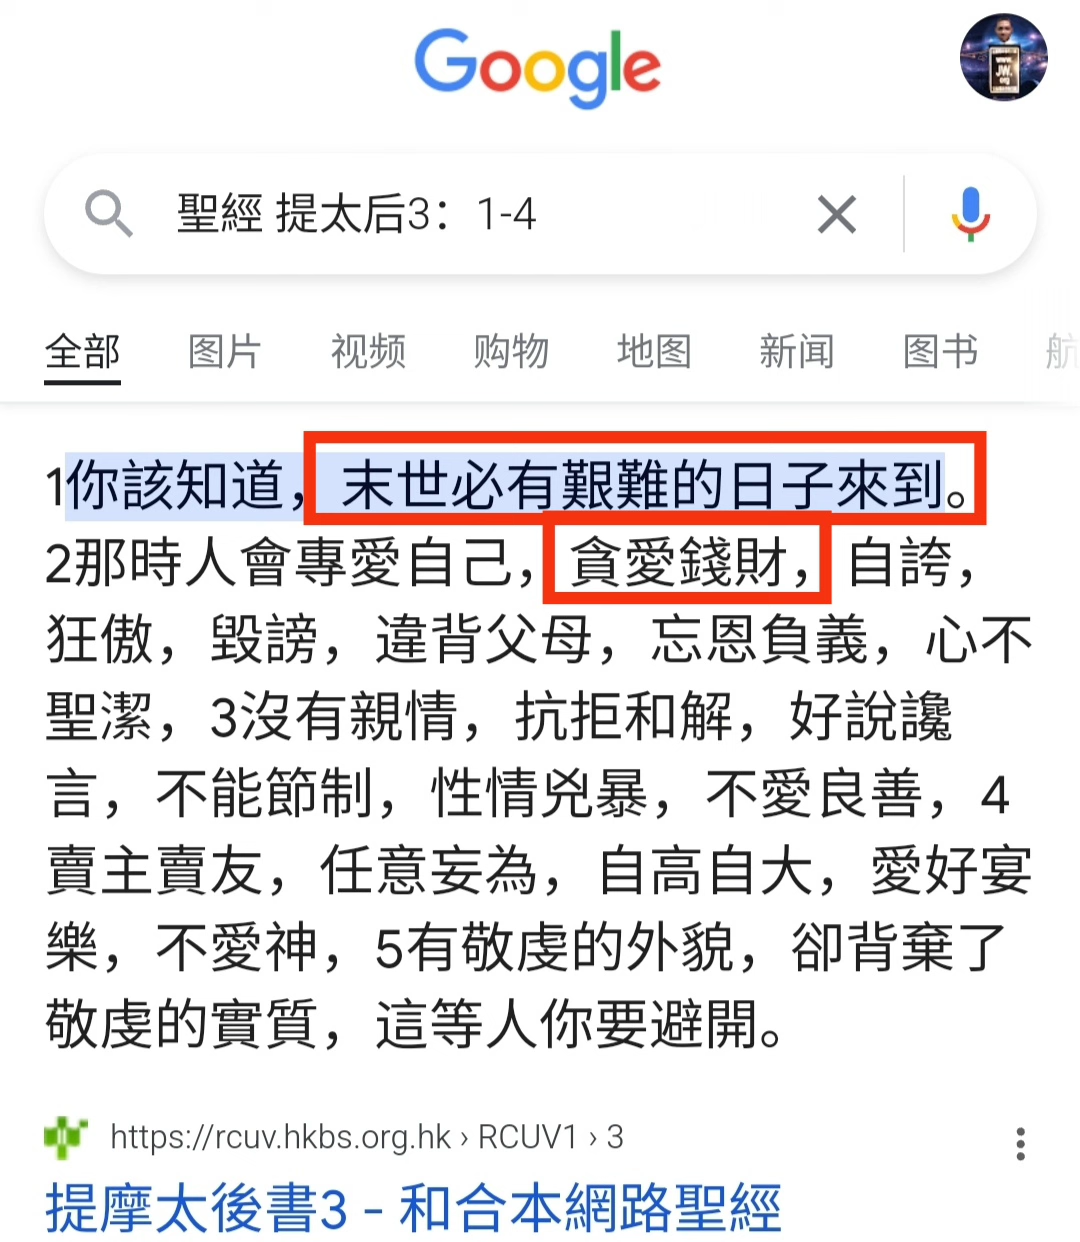 Google
www.
JW.
org
聖經 提太后3：1-4
全部 图片 视频 购物 地图 新闻 图书 航
1你該知道，末世必有艱難的日子來到。
2那時人會專愛自己，貪愛錢財，自誇，
狂傲，毀謗，違背父母，忘恩負義，心不
聖潔，3沒有親情，抗拒和解，好說讒
言，不能節制，性情兇暴，不愛良善，4
賣主賣友，任意妄為，自高自大，愛好宴
樂，不愛神，5有敬虔的外貌，卻背棄了
敬虔的實質，這等人你要避開。
https://rcuv.hkbs.org.hk › RCUV1 › 3
提摩太後書3 - 和合本網路聖經